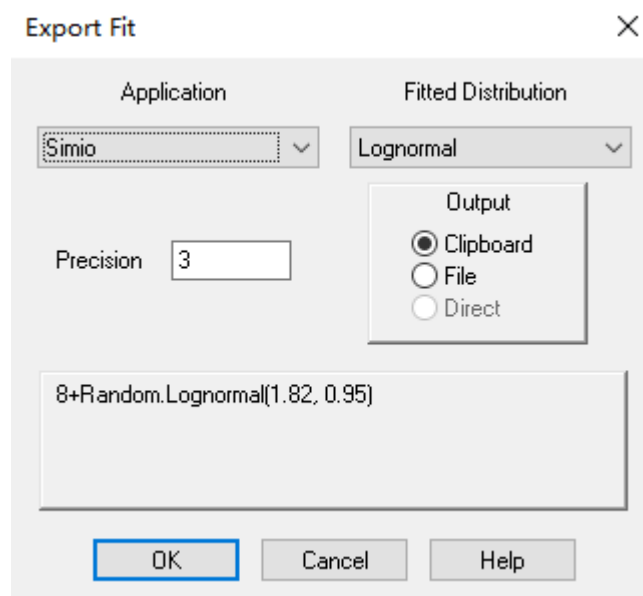 Export Fit
Application
Fitted Distribution
Simio
Lognormal
Output
Clipboard
File
Direct
Precision
3
8+Random.Lognormal(1.82, 0.95)
OK
Cancel
Help